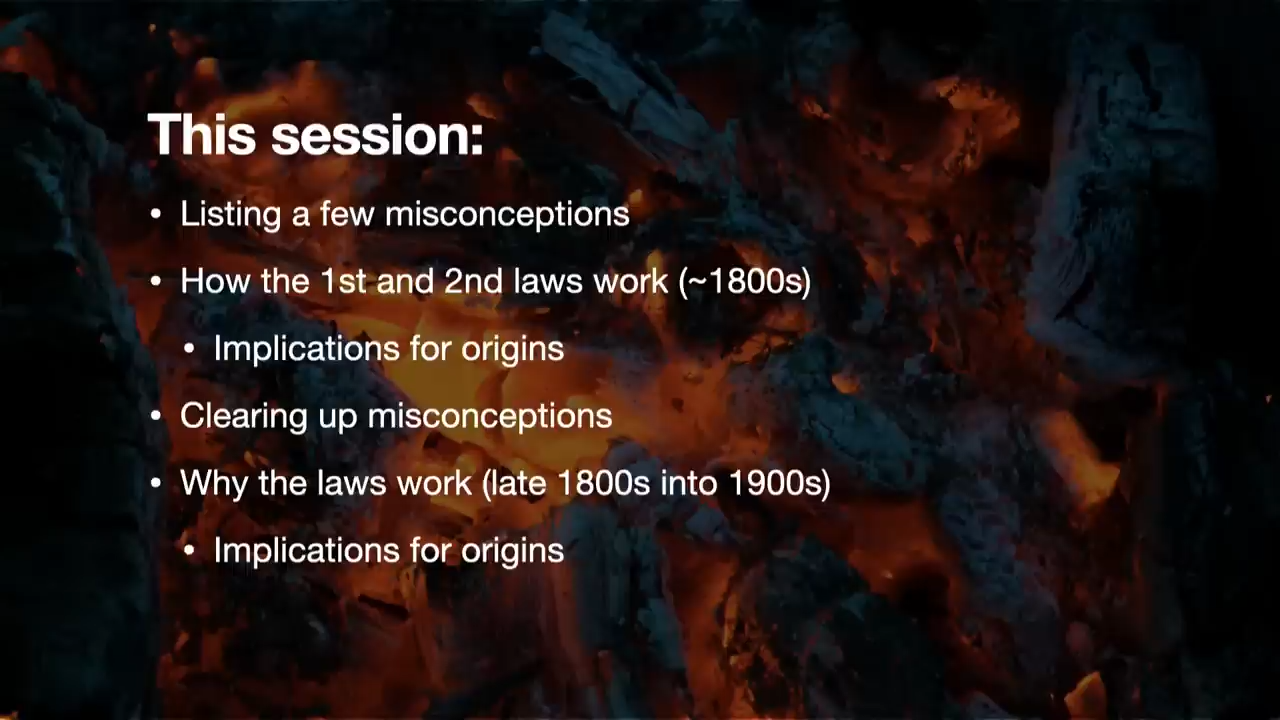 This session:
• Listing a few misconceptions
• How the 1st and 2nd laws work (~1800s)
• Implications for origins
• Clearing up misconceptions
• Why the laws work (late 1800s into 1900s)
• Implications for origins